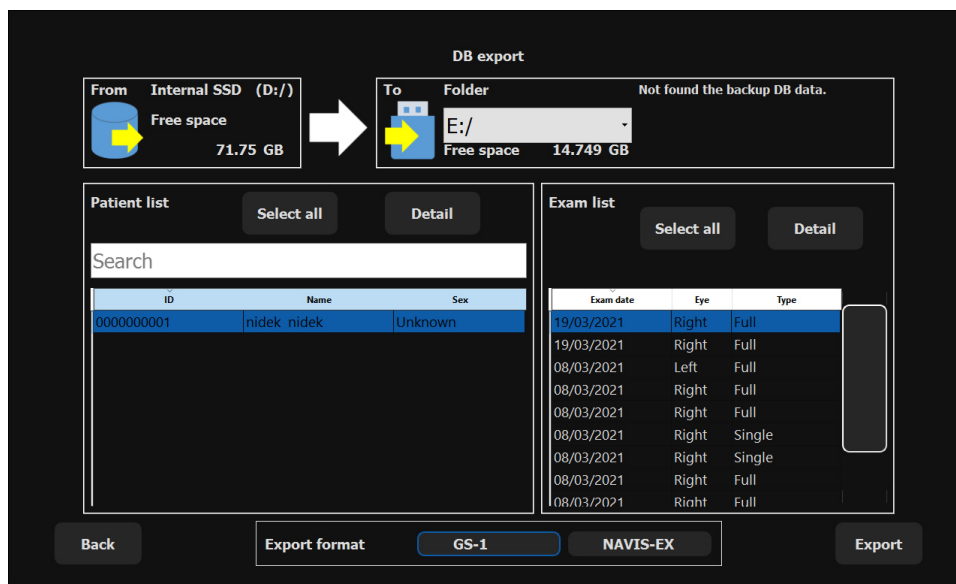 DB export
From Internal SSD (D:/)
Free space
71.75 GB
To Folder Not found the backup DB data.
E:/
Free space 14.749 GB
Patient list Select all Detail
Search
ID Name Sex
0000000001 nidek nidek Unknown
Exam list Select all Detail
Exam date Eye Type
19/03/2021 Right Full
19/03/2021 Right Full
08/03/2021 Left Full
08/03/2021 Right Full
08/03/2021 Right Full
08/03/2021 Right Single
08/03/2021 Right Single
08/03/2021 Right Full
08/03/2021 Right Full
Back Export format GS-1 NAVIS-EX Export